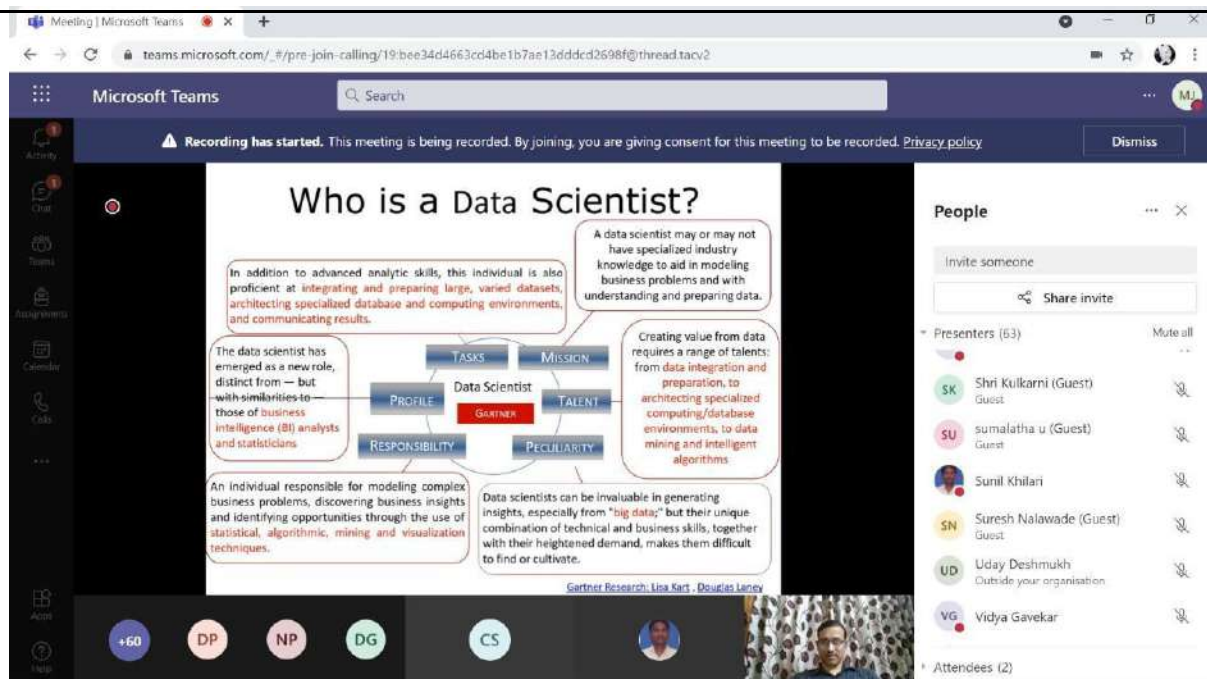 Meeting | Microsoft Teams
teams.microsoft.com/_#/pre-join-calling/19:bee34d4663cd4be1b7ae13dddcd2698f@thread.tacv2
Microsoft Teams
Search
MJ
Recording has started. This meeting is being recorded. By joining, you are giving consent for this meeting to be recorded. Privacy policy
Dismiss
1
Activity
1
Chat
Teams
Assignments
Calendar
Calls
Apps
Help
Who is a Data Scientist?
In addition to advanced analytic skills, this individual is also
proficient at integrating and preparing large, varied datasets,
architecting specialized database and computing environments,
and communicating results.
A data scientist may or may not
have specialized industry
knowledge to aid in modeling
business problems and with
understanding and preparing data.
The data scientist has
emerged as a new role,
distinct from — but
with similarities to —
those of business
intelligence (BI) analysts
and statisticians
TASKS
MISSION
PROFILE
Data Scientist
GARTNER
TALENT
RESPONSIBILITY
PECULIARITY
Creating value from data
requires a range of talents:
from data integration and
preparation, to
architecting specialized
computing/database
environments, to data
mining and intelligent
algorithms
An individual responsible for modeling complex
business problems, discovering business insights
and identifying opportunities through the use of
statistical, algorithmic, mining and visualization
techniques.
Data scientists can be invaluable in generating
insights, especially from "big data;" but their unique
combination of technical and business skills, together
with their heightened demand, makes them difficult
to find or cultivate.
Gartner Research: Lisa Kart , Douglas Laney
+60
DP
NP
DG
CS
People
Invite someone
Share invite
Presenters (63)
Mute all
SK
Shri Kulkarni (Guest)
Guest
SU
sumalatha u (Guest)
Guest
Sunil Khilari
SN
Suresh Nalawade (Guest)
Guest
UD
Uday Deshmukh
Outside your organisation
VG
Vidya Gavekar
Attendees (2)